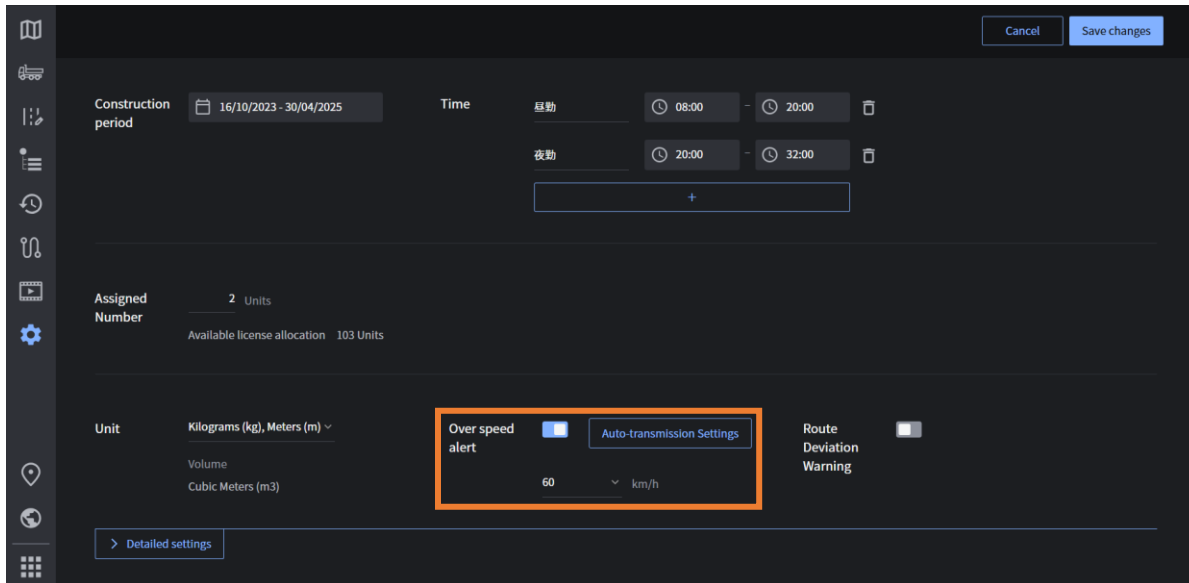 Cancel
Save changes
Construction period
16/10/2023 - 30/04/2025
Time
昼勤
08:00 - 20:00
夜勤
20:00 - 32:00
+
Assigned Number
2 Units
Available license allocation 103 Units
Unit
Kilograms (kg), Meters (m)
Volume
Cubic Meters (m3)
Over speed alert
Auto-transmission Settings
60 km/h
Route Deviation Warning
Detailed settings